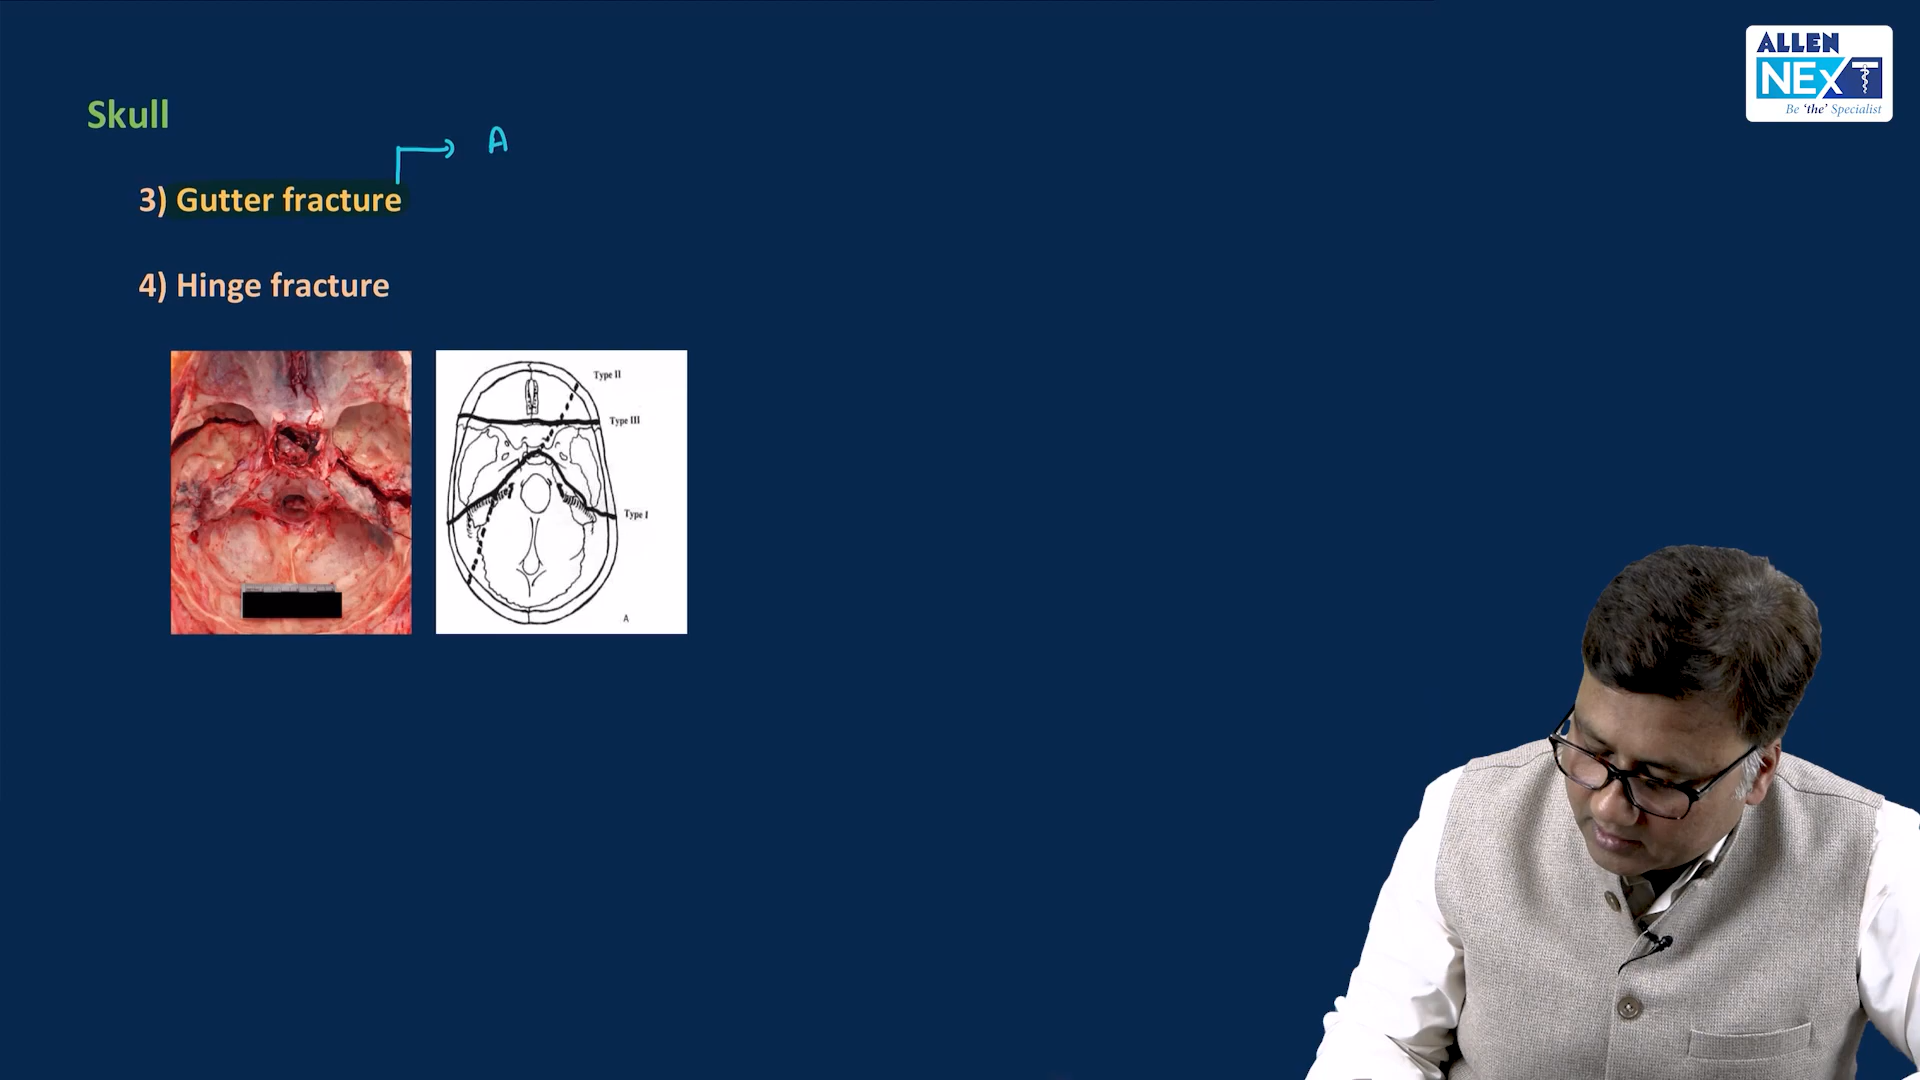 ALLEN
NEXT
Be 'the' Specialist
Skull
A
3) Gutter fracture
4) Hinge fracture
Type II
Type III
Type I
A